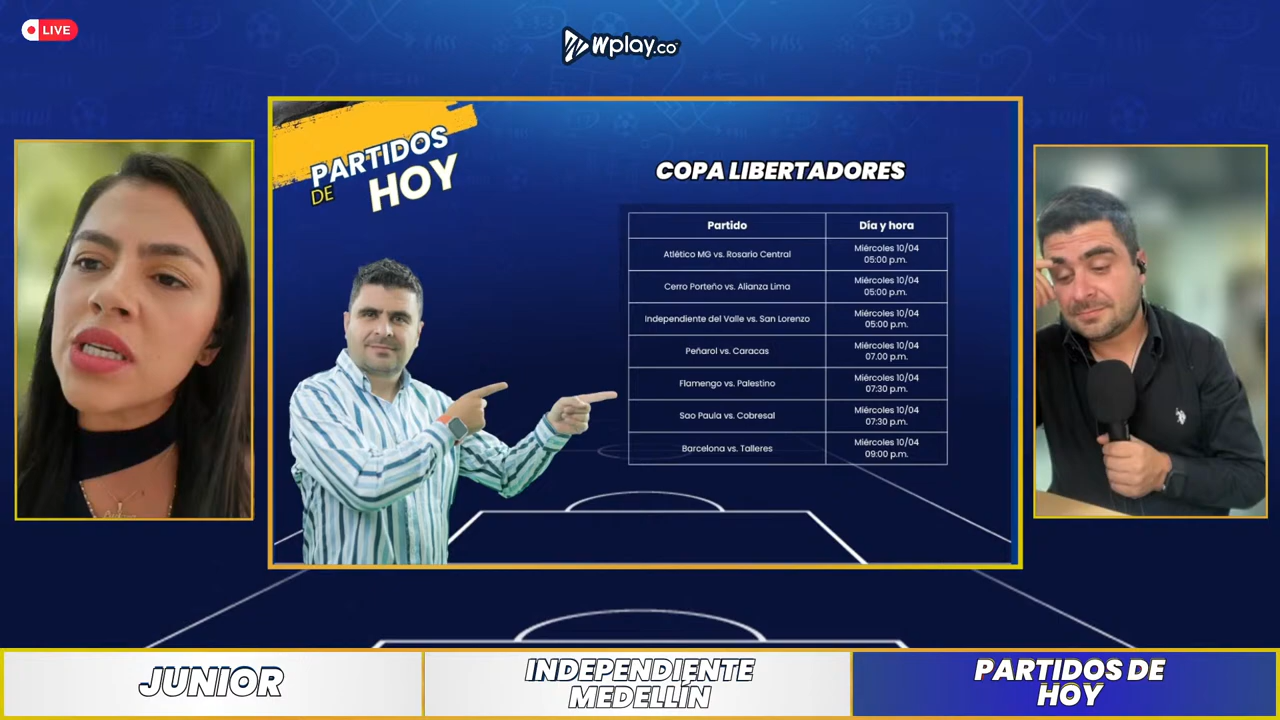 LIVE
Wplay.co
PARTIDOS
DE HOY
COPA LIBERTADORES
Partido Día y hora
Atlético MG vs. Rosario Central Miércoles 10/04
05:00 p.m.
Cerro Porteño vs. Alianza Lima Miércoles 10/04
05:00 p.m.
Independiente del Valle vs. San Lorenzo Miércoles 10/04
05:00 p.m.
Peñarol vs. Caracas Miércoles 10/04
07.00 p.m.
Flamengo vs. Palestino Miércoles 10/04
07:30 p.m.
Sao Paula vs. Cobresal Miércoles 10/04
07:30 p.m.
Barcelona vs. Talleres Miércoles 10/04
09:00 p.m.
JUNIOR
INDEPENDIENTE
MEDELLÍN
PARTIDOS DE
HOY